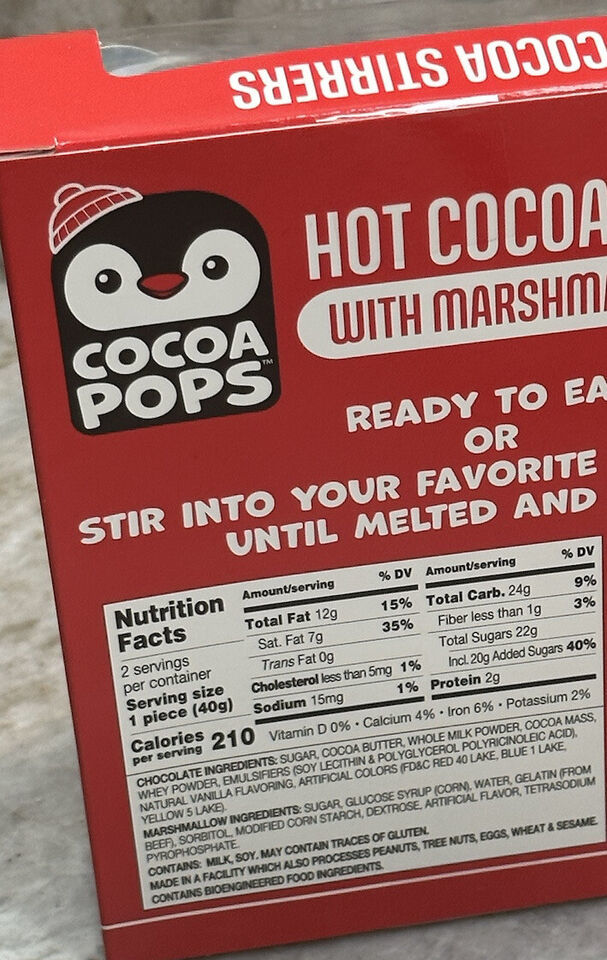 COCOA STIRRERS
COCOA
POPS™
HOT COCOA
WITH
READY TO
OR
STIR INTO YOUR FAVORITE
UNTIL MELTED AND
Nutrition
Facts
2 servings
per container
Serving size
1 piece (40g)
Calories
per serving 210
Amount/serving % DV
Total Fat 12g 15%
Sat. Fat 7g 35%
Trans Fat 0g
Cholesterol less than 5mg 1%
Sodium 15mg 1%
Amount/serving % DV
Total Carb. 24g 9%
Fiber less than 1g 3%
Total Sugars 22g
Incl. 20g Added Sugars 40%
Protein 2g
Vitamin D 0% • Calcium 4% • Iron 6% • Potassium 2%
CHOCOLATE INGREDIENTS: SUGAR, COCOA BUTTER, WHOLE MILK POWDER, COCOA MASS,
WHEY POWDER, EMULSIFIERS (SOY LECITHIN & POLYGLYCEROL POLYRICINOLEIC ACID),
NATURAL VANILLA FLAVORING, ARTIFICIAL COLORS (FD&C RED 40 LAKE, BLUE 1 LAKE,
YELLOW 5 LAKE).
MARSHMALLOW INGREDIENTS: SUGAR, GLUCOSE SYRUP (CORN), WATER, GELATIN (FROM
BEEF), SORBITOL, MODIFIED CORN STARCH, DEXTROSE, ARTIFICIAL FLAVOR, TETRASODIUM
PYROPHOSPHATE.
CONTAINS: MILK, SOY. MAY CONTAIN TRACES OF GLUTEN.
MADE IN A FACILITY WHICH ALSO PROCESSES PEANUTS, TREE NUTS, EGGS, WHEAT & SESAME.
CONTAINS BIOENGINEERED FOOD INGREDIENTS.